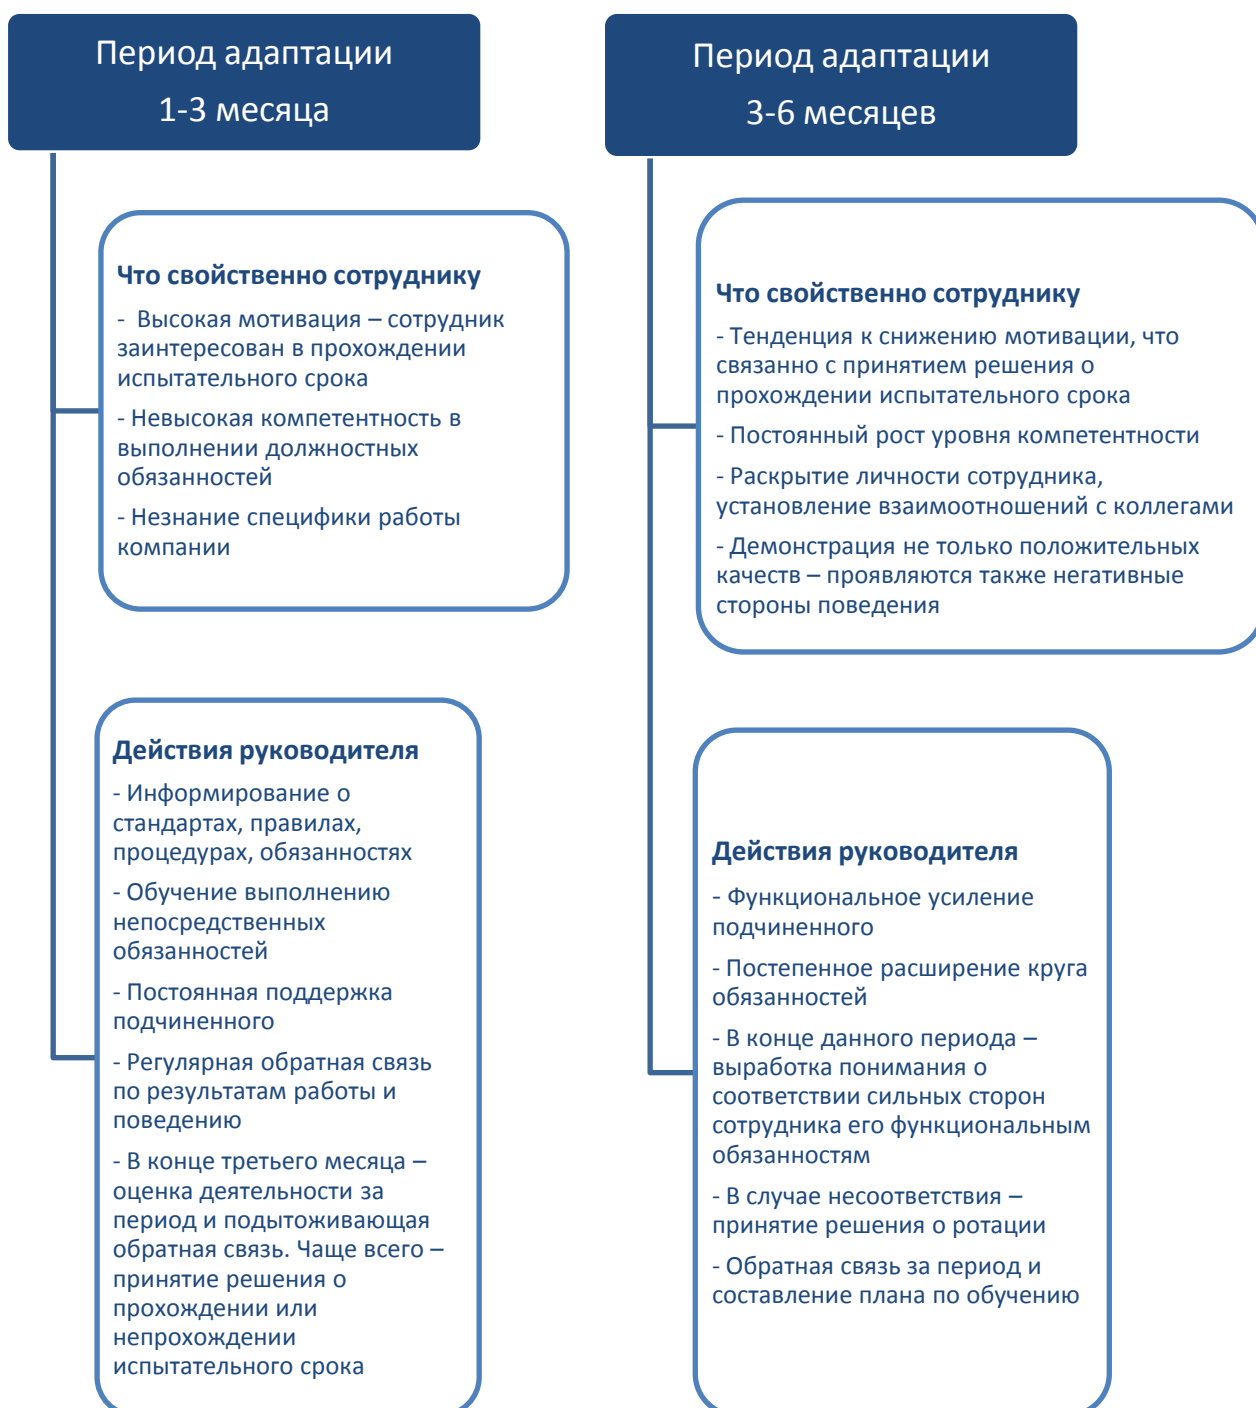 Период адаптации
1-3 месяца
Что свойственно сотруднику
- Высокая мотивация – сотрудник
заинтересован в прохождении
испытательного срока
- Невысокая компетентность в
выполнении должностных
обязанностей
- Незнание специфики работы
компании
Действия руководителя
- Информирование о
стандартах, правилах,
процедурах, обязанностях
- Обучение выполнению
непосредственных
обязанностей
- Постоянная поддержка
подчиненного
- Регулярная обратная связь
по результатам работы и
поведению
- В конце третьего месяца –
оценка деятельности за
период и подытоживающая
обратная связь. Чаще всего –
принятие решения о
прохождении или
непрохождении
испытательного срока
Период адаптации
3-6 месяцев
Что свойственно сотруднику
- Тенденция к снижению мотивации, что
связанно с принятием решения о
прохождении испытательного срока
- Постоянный рост уровня компетентности
- Раскрытие личности сотрудника,
установление взаимоотношений с коллегами
- Демонстрация не только положительных
качеств – проявляются также негативные
стороны поведения
Действия руководителя
- Функциональное усиление
подчиненного
- Постепенное расширение круга
обязанностей
- В конце данного периода –
выработка понимания о
соответствии сильных сторон
сотрудника его функциональным
обязанностям
- В случае несоответствия –
принятие решения о ротации
- Обратная связь за период и
составление плана по обучению